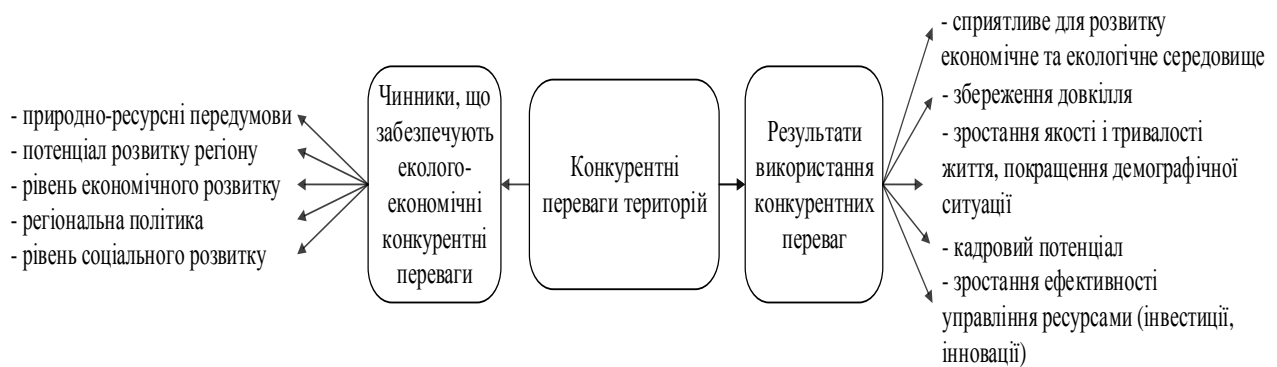 - природно-ресурсні передумови
- потенціал розвитку регіону
- рівень економічного розвитку
- регіональна політика
- рівень соціального розвитку
Чинники, що
забезпечують
еколого-
економічні
конкурентні
переваги
Конкурентні
переваги територій
Результати
використання
конкурентних
переваг
- сприятливе для розвитку
економічне та екологічне середовище
- збереження довкілля
- зростання якості і тривалості
життя, покращення демографічної
ситуації
- кадровий потенціал
- зростання ефективності
управління ресурсами (інвестиції,
інновації)